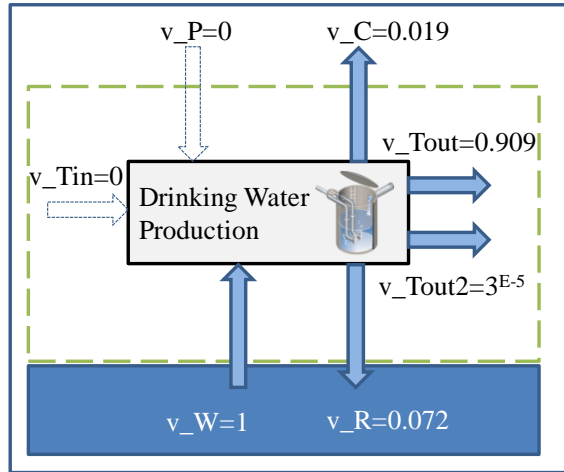 v_P=0
v_C=0.019
v_Tout=0.909
v_Tin=0
Drinking Water
Production
v_Tout2=3E-5
v_W=1
v_R=0.072